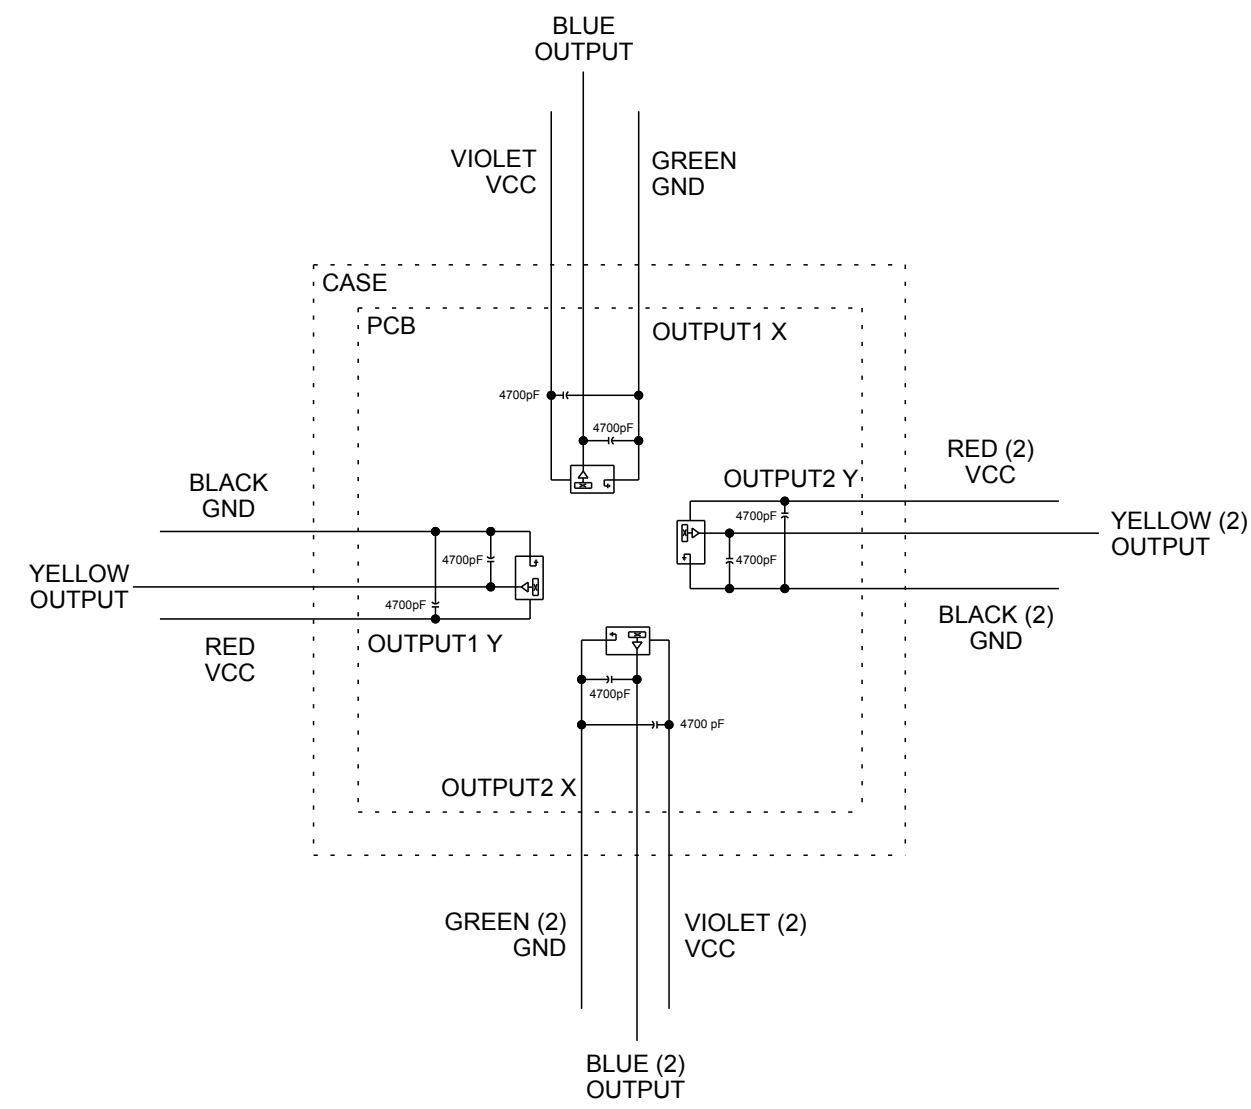 BLUE
OUTPUT
VIOLET
VCC
GREEN
GND
CASE
PCB
OUTPUT1 X
4700pF
4700pF
BLACK
GND
YELLOW
OUTPUT
RED
VCC
4700pF
4700pF
OUTPUT1 Y
OUTPUT2 Y
RED (2)
VCC
4700pF
4700pF
YELLOW (2)
OUTPUT
BLACK (2)
GND
4700pF
4700 pF
OUTPUT2 X
GREEN (2)
GND
VIOLET (2)
VCC
BLUE (2)
OUTPUT